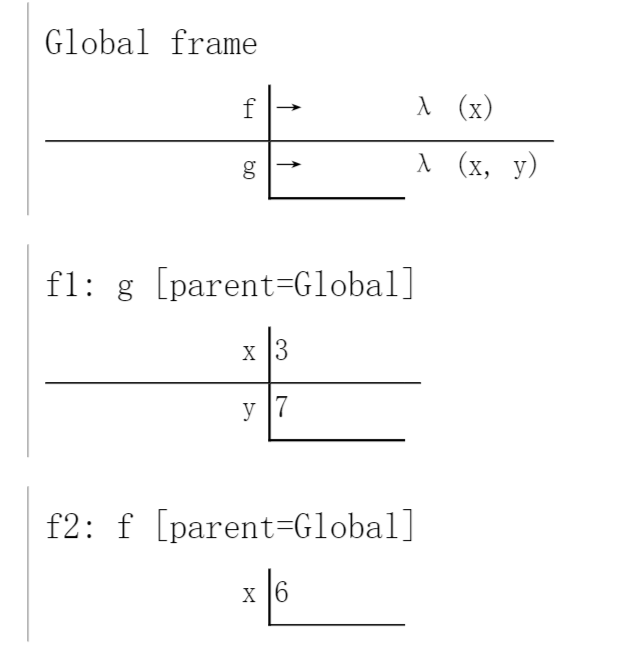 Global frame
f → λ (x)
g → λ (x, y)
f1: g [parent=Global]
x 3
y 7
f2: f [parent=Global]
x 6